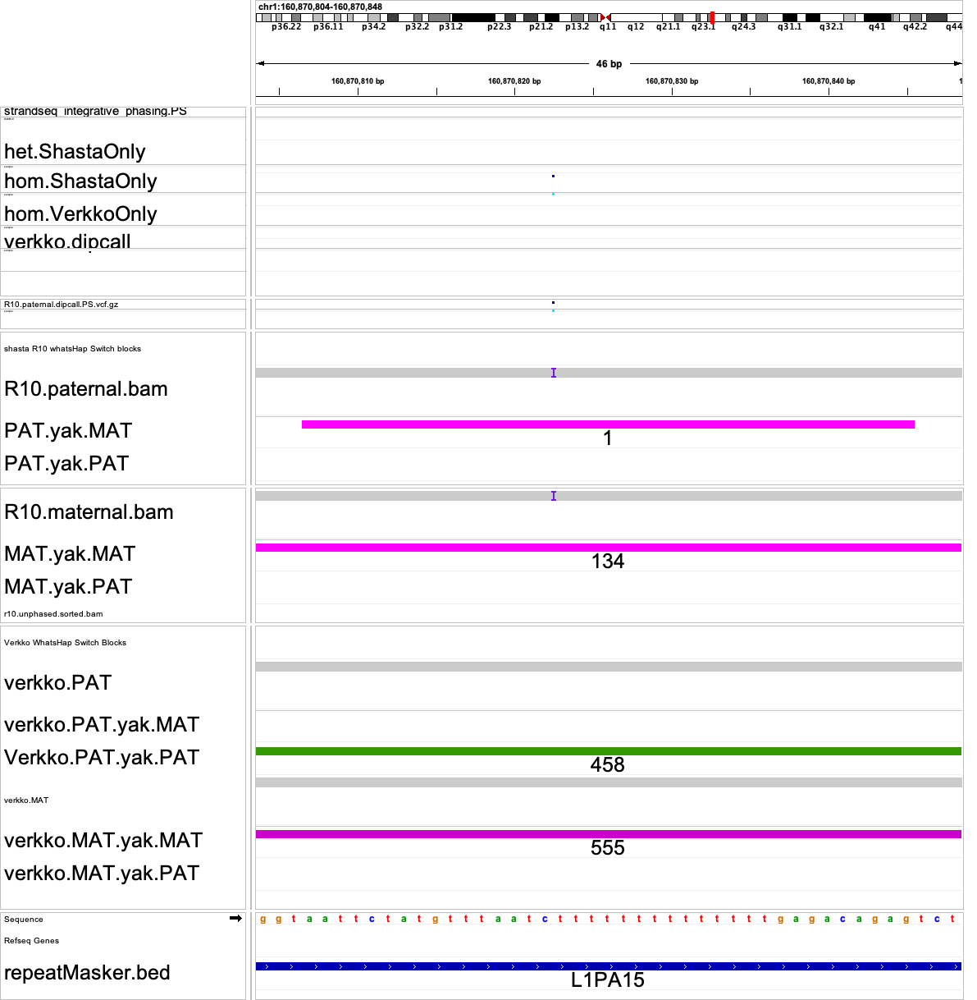 chr1:160,870,804-160,870,848
p36.22 p36.11 p34.2 p32.2 p31.2 p22.3 p21.2 p13.2 q11 q12 q21.1 q23.1 q24.3 q31.1 q32.1 q41 q42.2 q44
46 bp
160,870,810 bp 160,870,820 bp 160,870,830 bp 160,870,840 bp 1
strandseq_integrative_phasing.PS
het.ShastaOnly
hom.ShastaOnly
hom.VerkkoOnly
verkko.dipcall
R10.paternal.dipcall.PS.vcf.gz
shasta R10 whatsHap Switch blocks
R10.paternal.bam
I
PAT.yak.MAT
1
PAT.yak.PAT
R10.maternal.bam
I
MAT.yak.MAT
134
MAT.yak.PAT
r10.unphased.sorted.bam
Verkko WhatsHap Switch Blocks
verkko.PAT
verkko.PAT.yak.MAT
Verkko.PAT.yak.PAT
458
verkko.MAT
verkko.MAT.yak.MAT
555
verkko.MAT.yak.PAT
Sequence
g g t a a t t c t a t g t t t a a t c t t t t t t t t t t t t t t g a g a c a g a g t c t
Refseq Genes
repeatMasker.bed
L1PA15